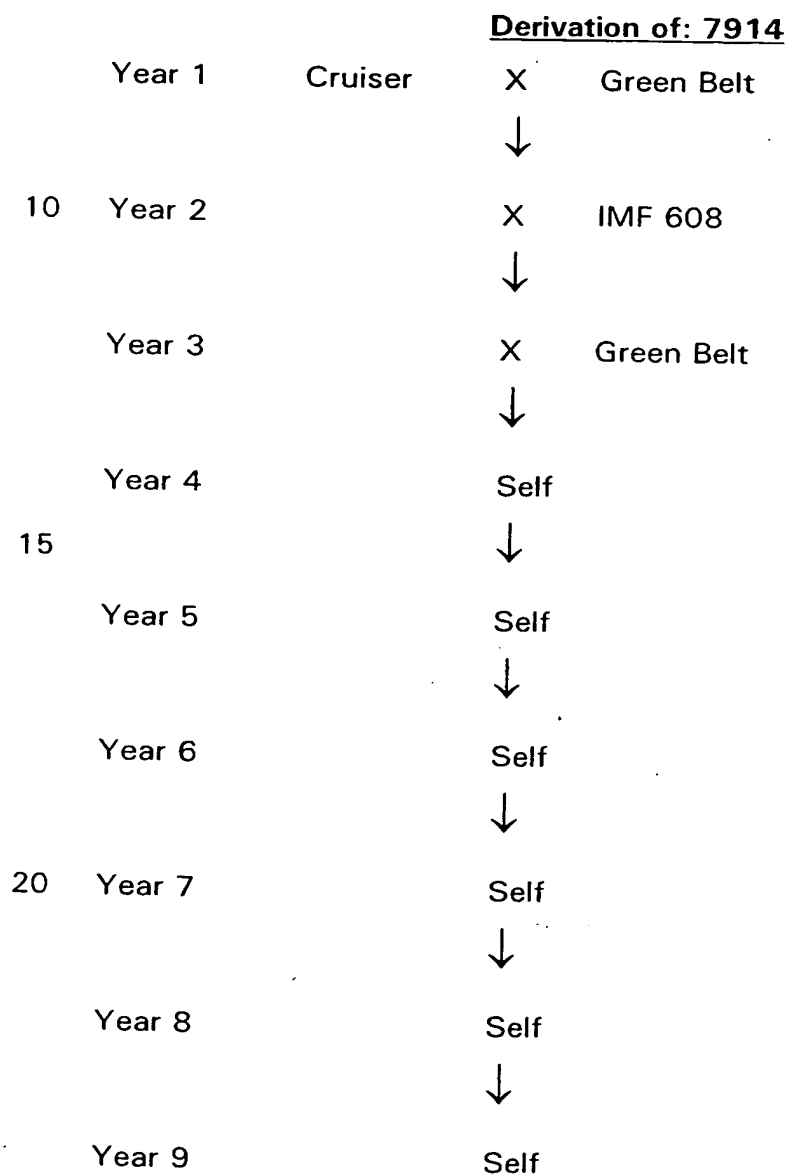 Derivation of: 7914
Year 1 Cruiser X Green Belt
↓
10 Year 2 X IMF 608
↓
Year 3 X Green Belt
↓
Year 4 Self
15 ↓
Year 5 Self
↓
Year 6 Self
↓
20 Year 7 Self
↓
Year 8 Self
↓
Year 9 Self